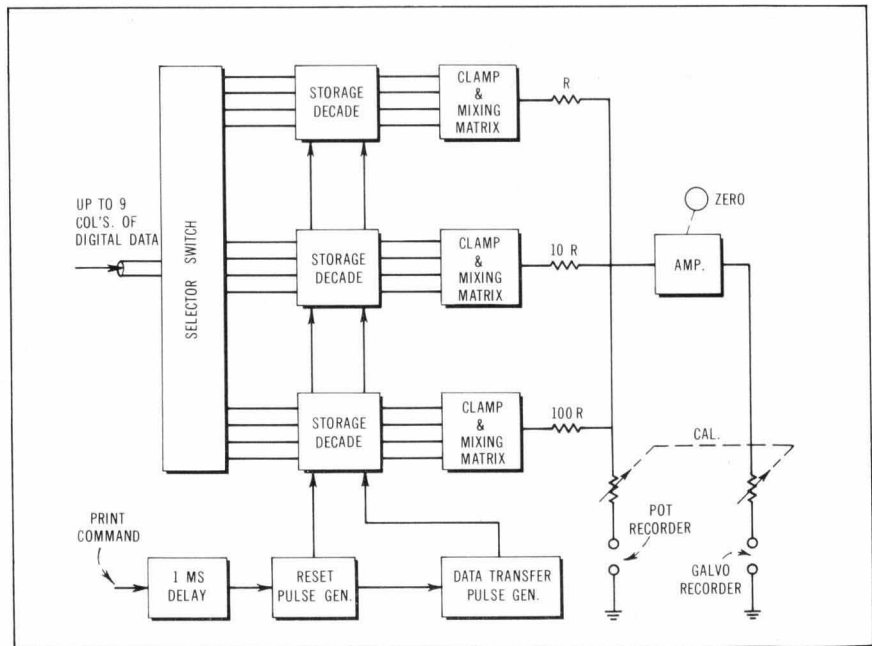 STORAGE
DECADE
CLAMP
&
MIXING
MATRIX
R
UP TO 9
COL'S. OF
DIGITAL DATA
SELECTOR SWITCH
STORAGE
DECADE
CLAMP
&
MIXING
MATRIX
10 R
ZERO
AMP.
STORAGE
DECADE
CLAMP
&
MIXING
MATRIX
100 R
CAL.
PRINT
COMMAND
1 MS
DELAY
RESET
PULSE GEN.
DATA TRANSFER
PULSE GEN.
POT
RECORDER
GALVO
RECORDER